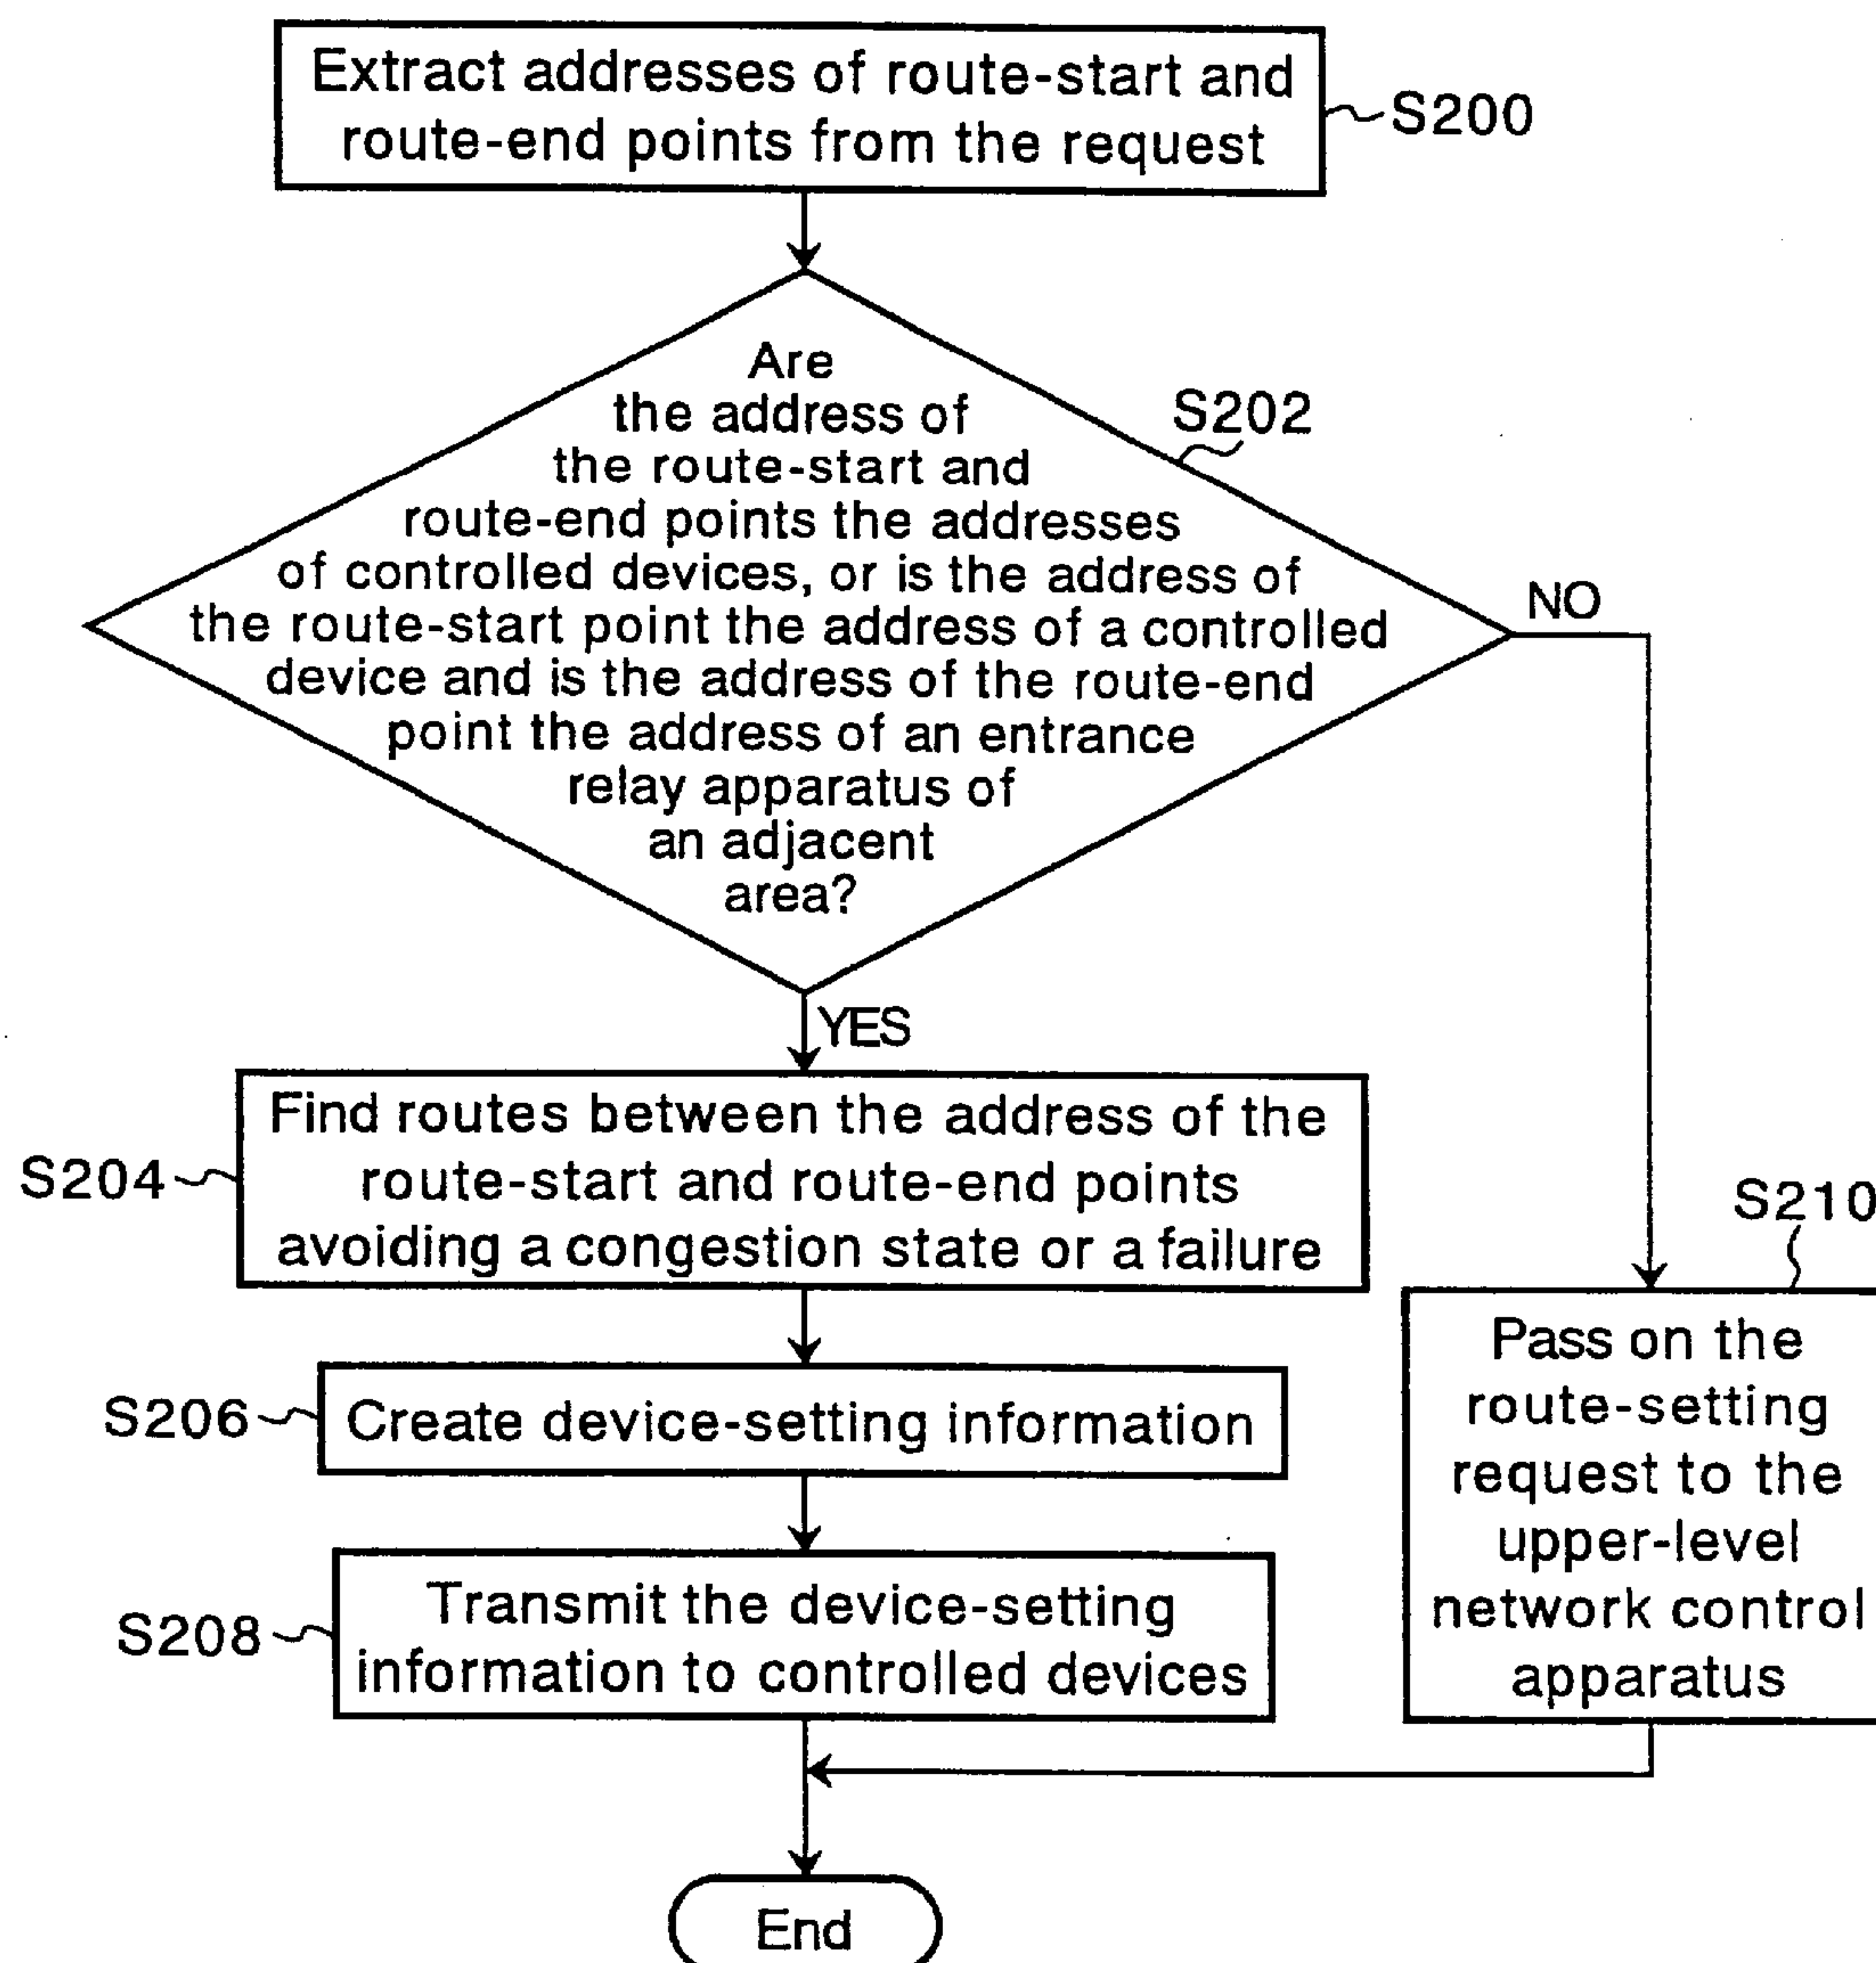 Extract addresses of route-start and
route-end points from the request
S200
Are
the address of
the route-start and
route-end points the addresses
of controlled devices, or is the address of
the route-start point the address of a controlled
device and is the address of the route-end
point the address of an entrance
relay apparatus of
an adjacent
area?
S202
NO
YES
Find routes between the address of the
route-start and route-end points
avoiding a congestion state or a failure
S204
Create device-setting information
S206
Transmit the device-setting
information to controlled devices
S208
S210
Pass on the
route-setting
request to the
upper-level
network control
apparatus
End